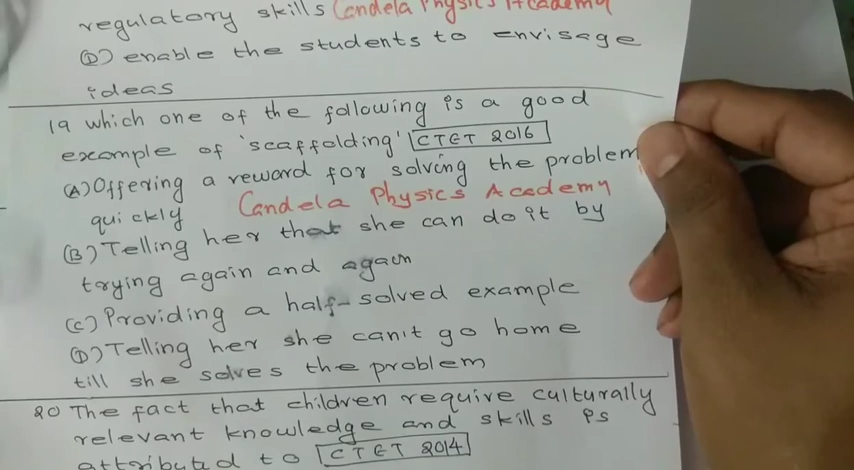 regulatory skills Candela Physics Academy
(D) enable the students to envisage
ideas
19 which one of the following is a good
example of 'scaffolding' CTET 2016
(A) Offering a reward for solving the problem
quickly Candela Physics Academy
(B) Telling her that she can do it by
trying again and again
(C) Providing a half-solved example
(D) Telling her she can't go home
till she solves the problem
20 The fact that children require culturally
relevant knowledge and skills is
attributed to CTET 2014